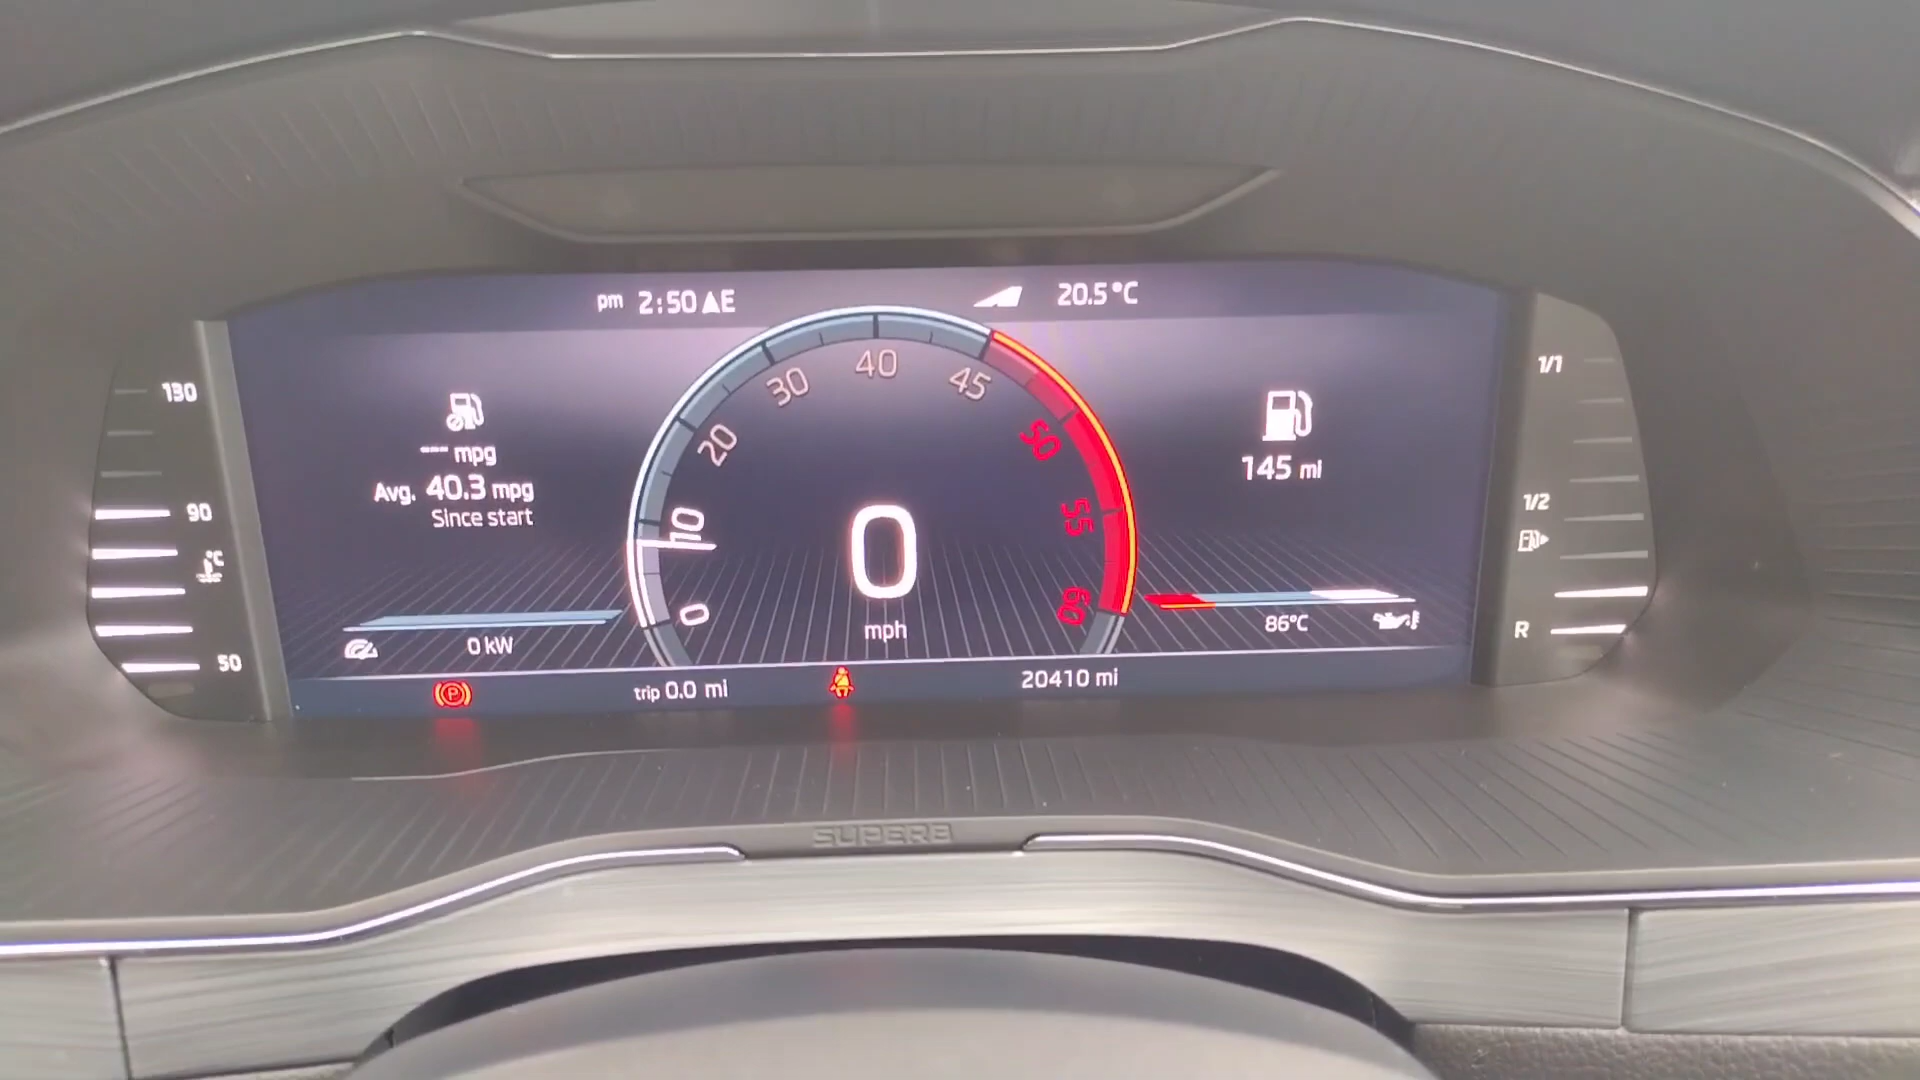 pm 2:50 ▲E
20.5°C
130
90
°C
50
--- mpg
Avg. 40.3 mpg
Since start
0 kW
0
10
20
30
40
45
50
55
60
0
mph
145 mi
86°C
1/1
1/2
R
P
trip 0.0 mi
20410 mi
SUPERB